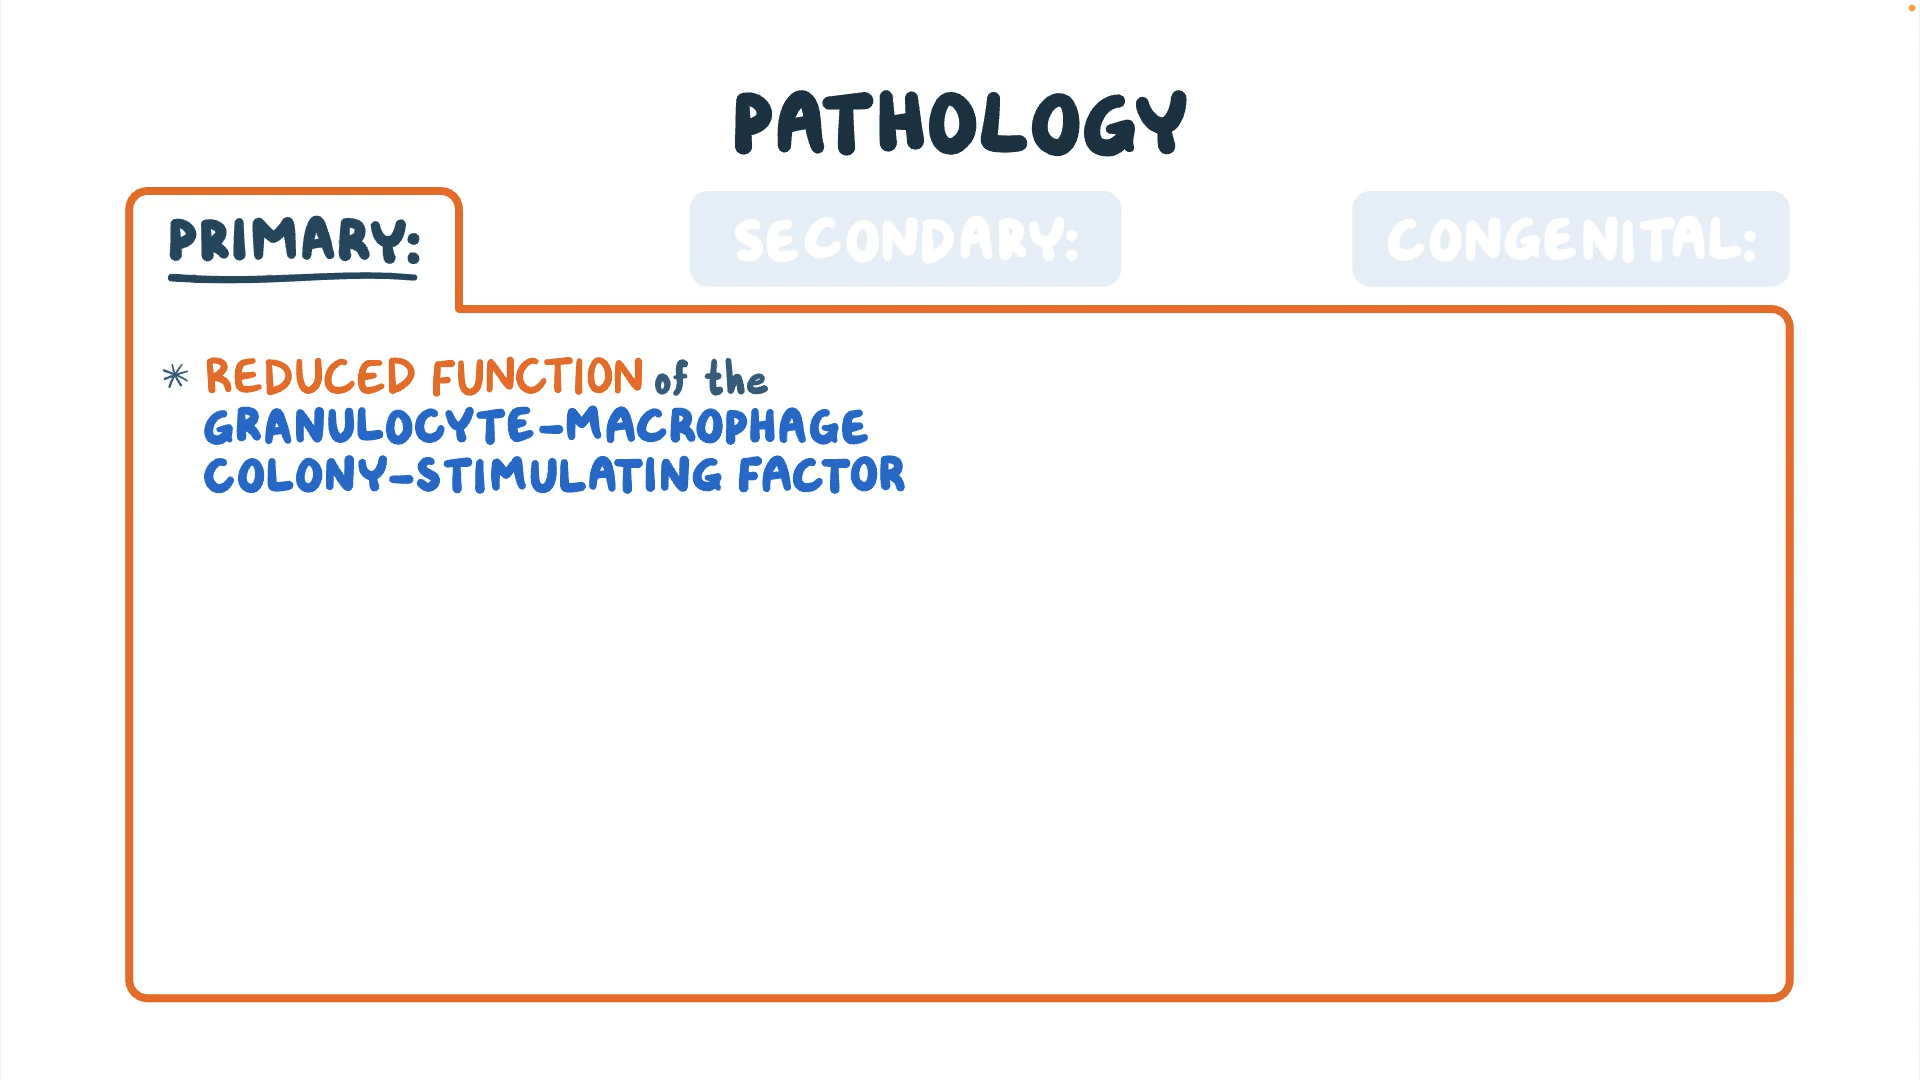 PATHOLOGY
PRIMARY:
SECONDARY:
CONGENITAL:
* REDUCED FUNCTION of the
GRANULOCYTE-MACROPHAGE
COLONY-STIMULATING FACTOR